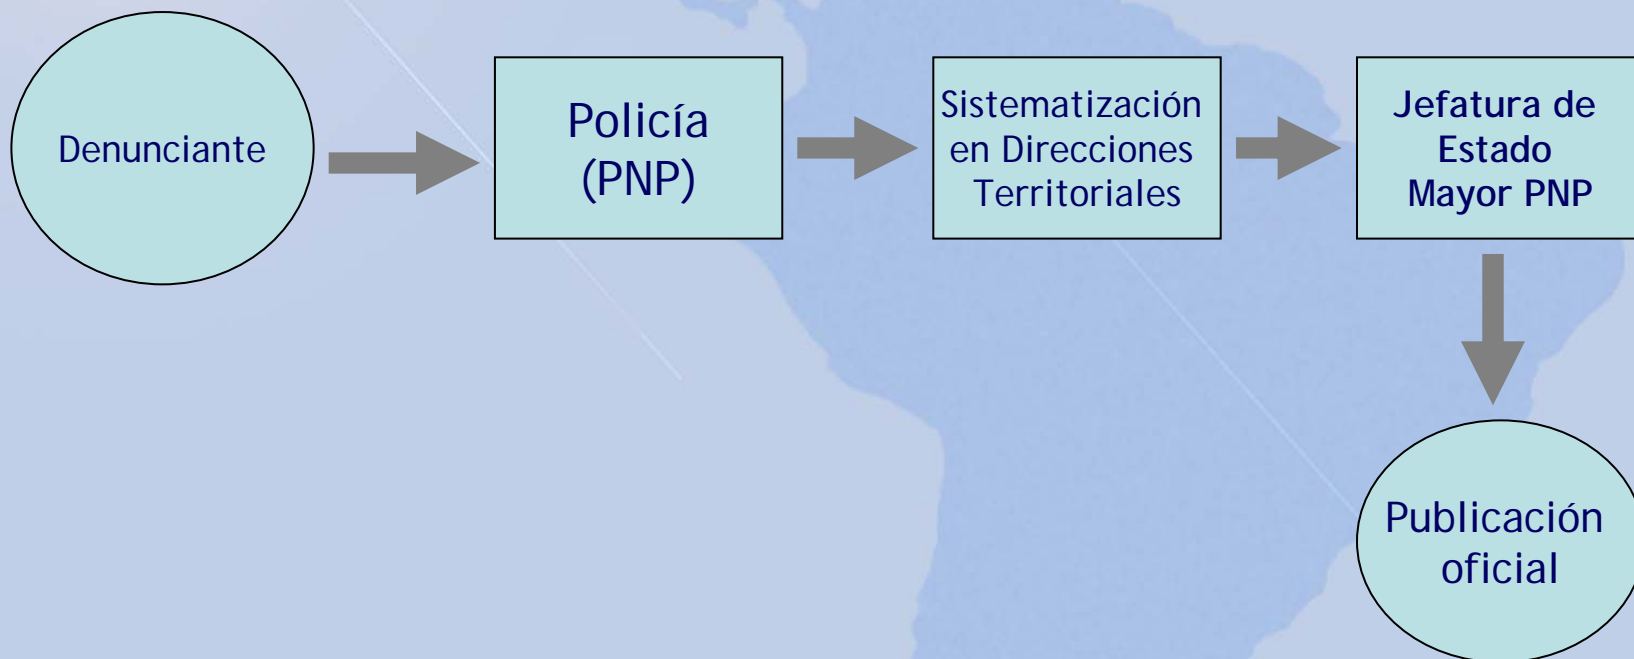 Denunciante
Policía
(PNP)
Sistematización
en Direcciones
Territoriales
Jefatura de
Estado
Mayor PNP
Publicación
oficial